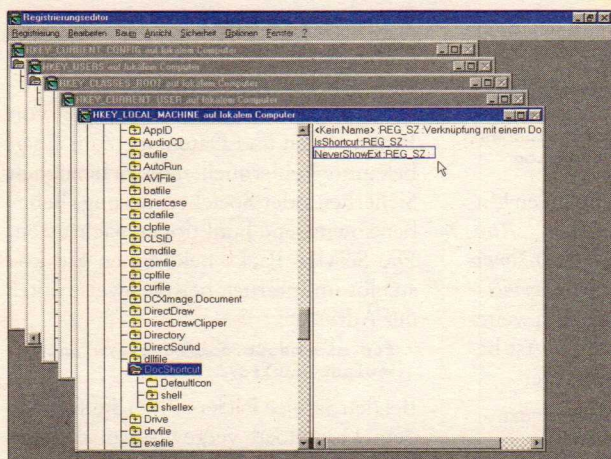 Registrierungseditor
Registrierung Bearbeiten Baum Ansicht Sicherheit Optionen Fenster ?
HKEY_CURRENT_CONFIG auf lokalem Computer
HKEY_USERS auf lokalem Computer
HKEY_CLASSES_ROOT auf lokalem Computer
HKEY_CURRENT_USER auf lokalem Computer
HKEY_LOCAL_MACHINE auf lokalem Computer
AppID
AudioCD
aufile
AutoRun
AVIFile
batfile
Briefcase
cdafile
clpfile
CLSID
cmdfile
comfile
cplfile
curfile
DCXImage.Document
DirectDraw
DirectDrawClipper
Directory
DirectSound
dllfile
DocShortcut
DefaultIcon
shell
shellex
Drive
drvfile
exefile
<Kein Name> :REG_SZ :Verknüpfung mit einem Do
IsShortcut :REG_SZ :
NeverShowExt :REG_SZ :